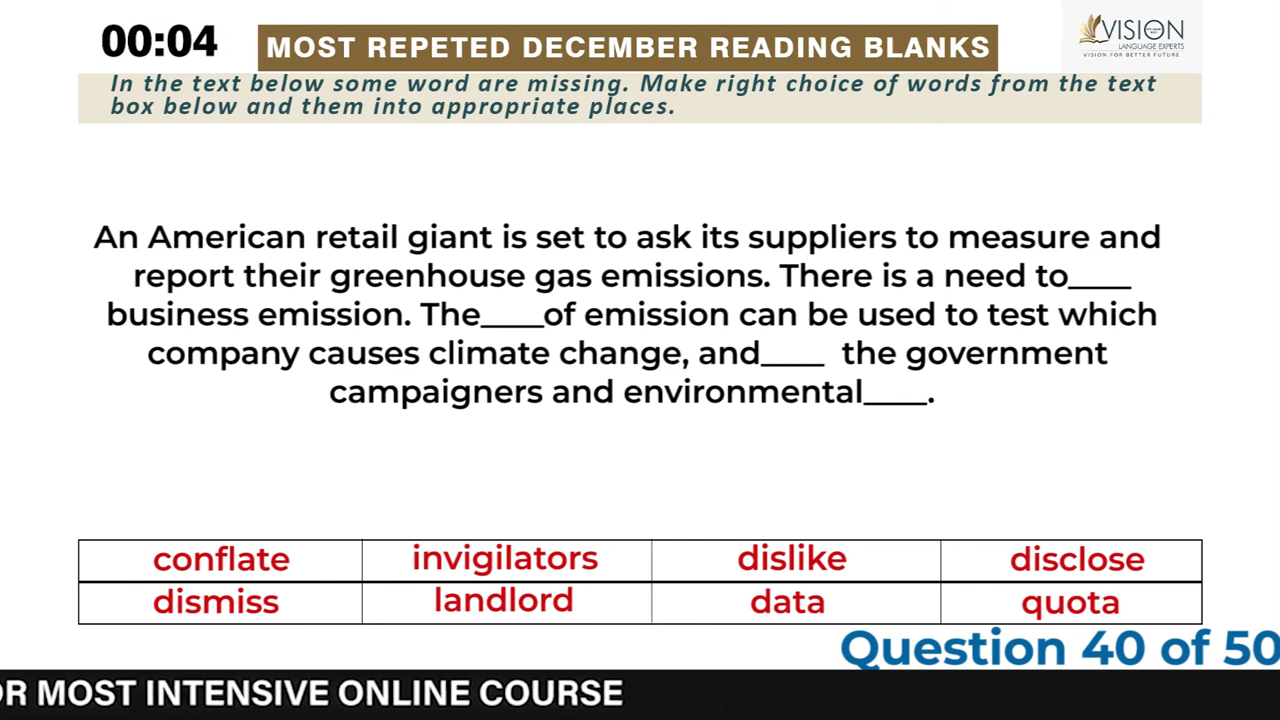 00:04
MOST REPETED DECEMBER READING BLANKS
VISION
LANGUAGE EXPERTS
VISION FOR BETTER FUTURE
In the text below some word are missing. Make right choice of words from the text
box below and them into appropriate places.
An American retail giant is set to ask its suppliers to measure and
report their greenhouse gas emissions. There is a need to____
business emission. The____of emission can be used to test which
company causes climate change, and____ the government
campaigners and environmental____.
conflate invigilators dislike disclose
dismiss landlord data quota
Question 40 of 50
OR MOST INTENSIVE ONLINE COURSE